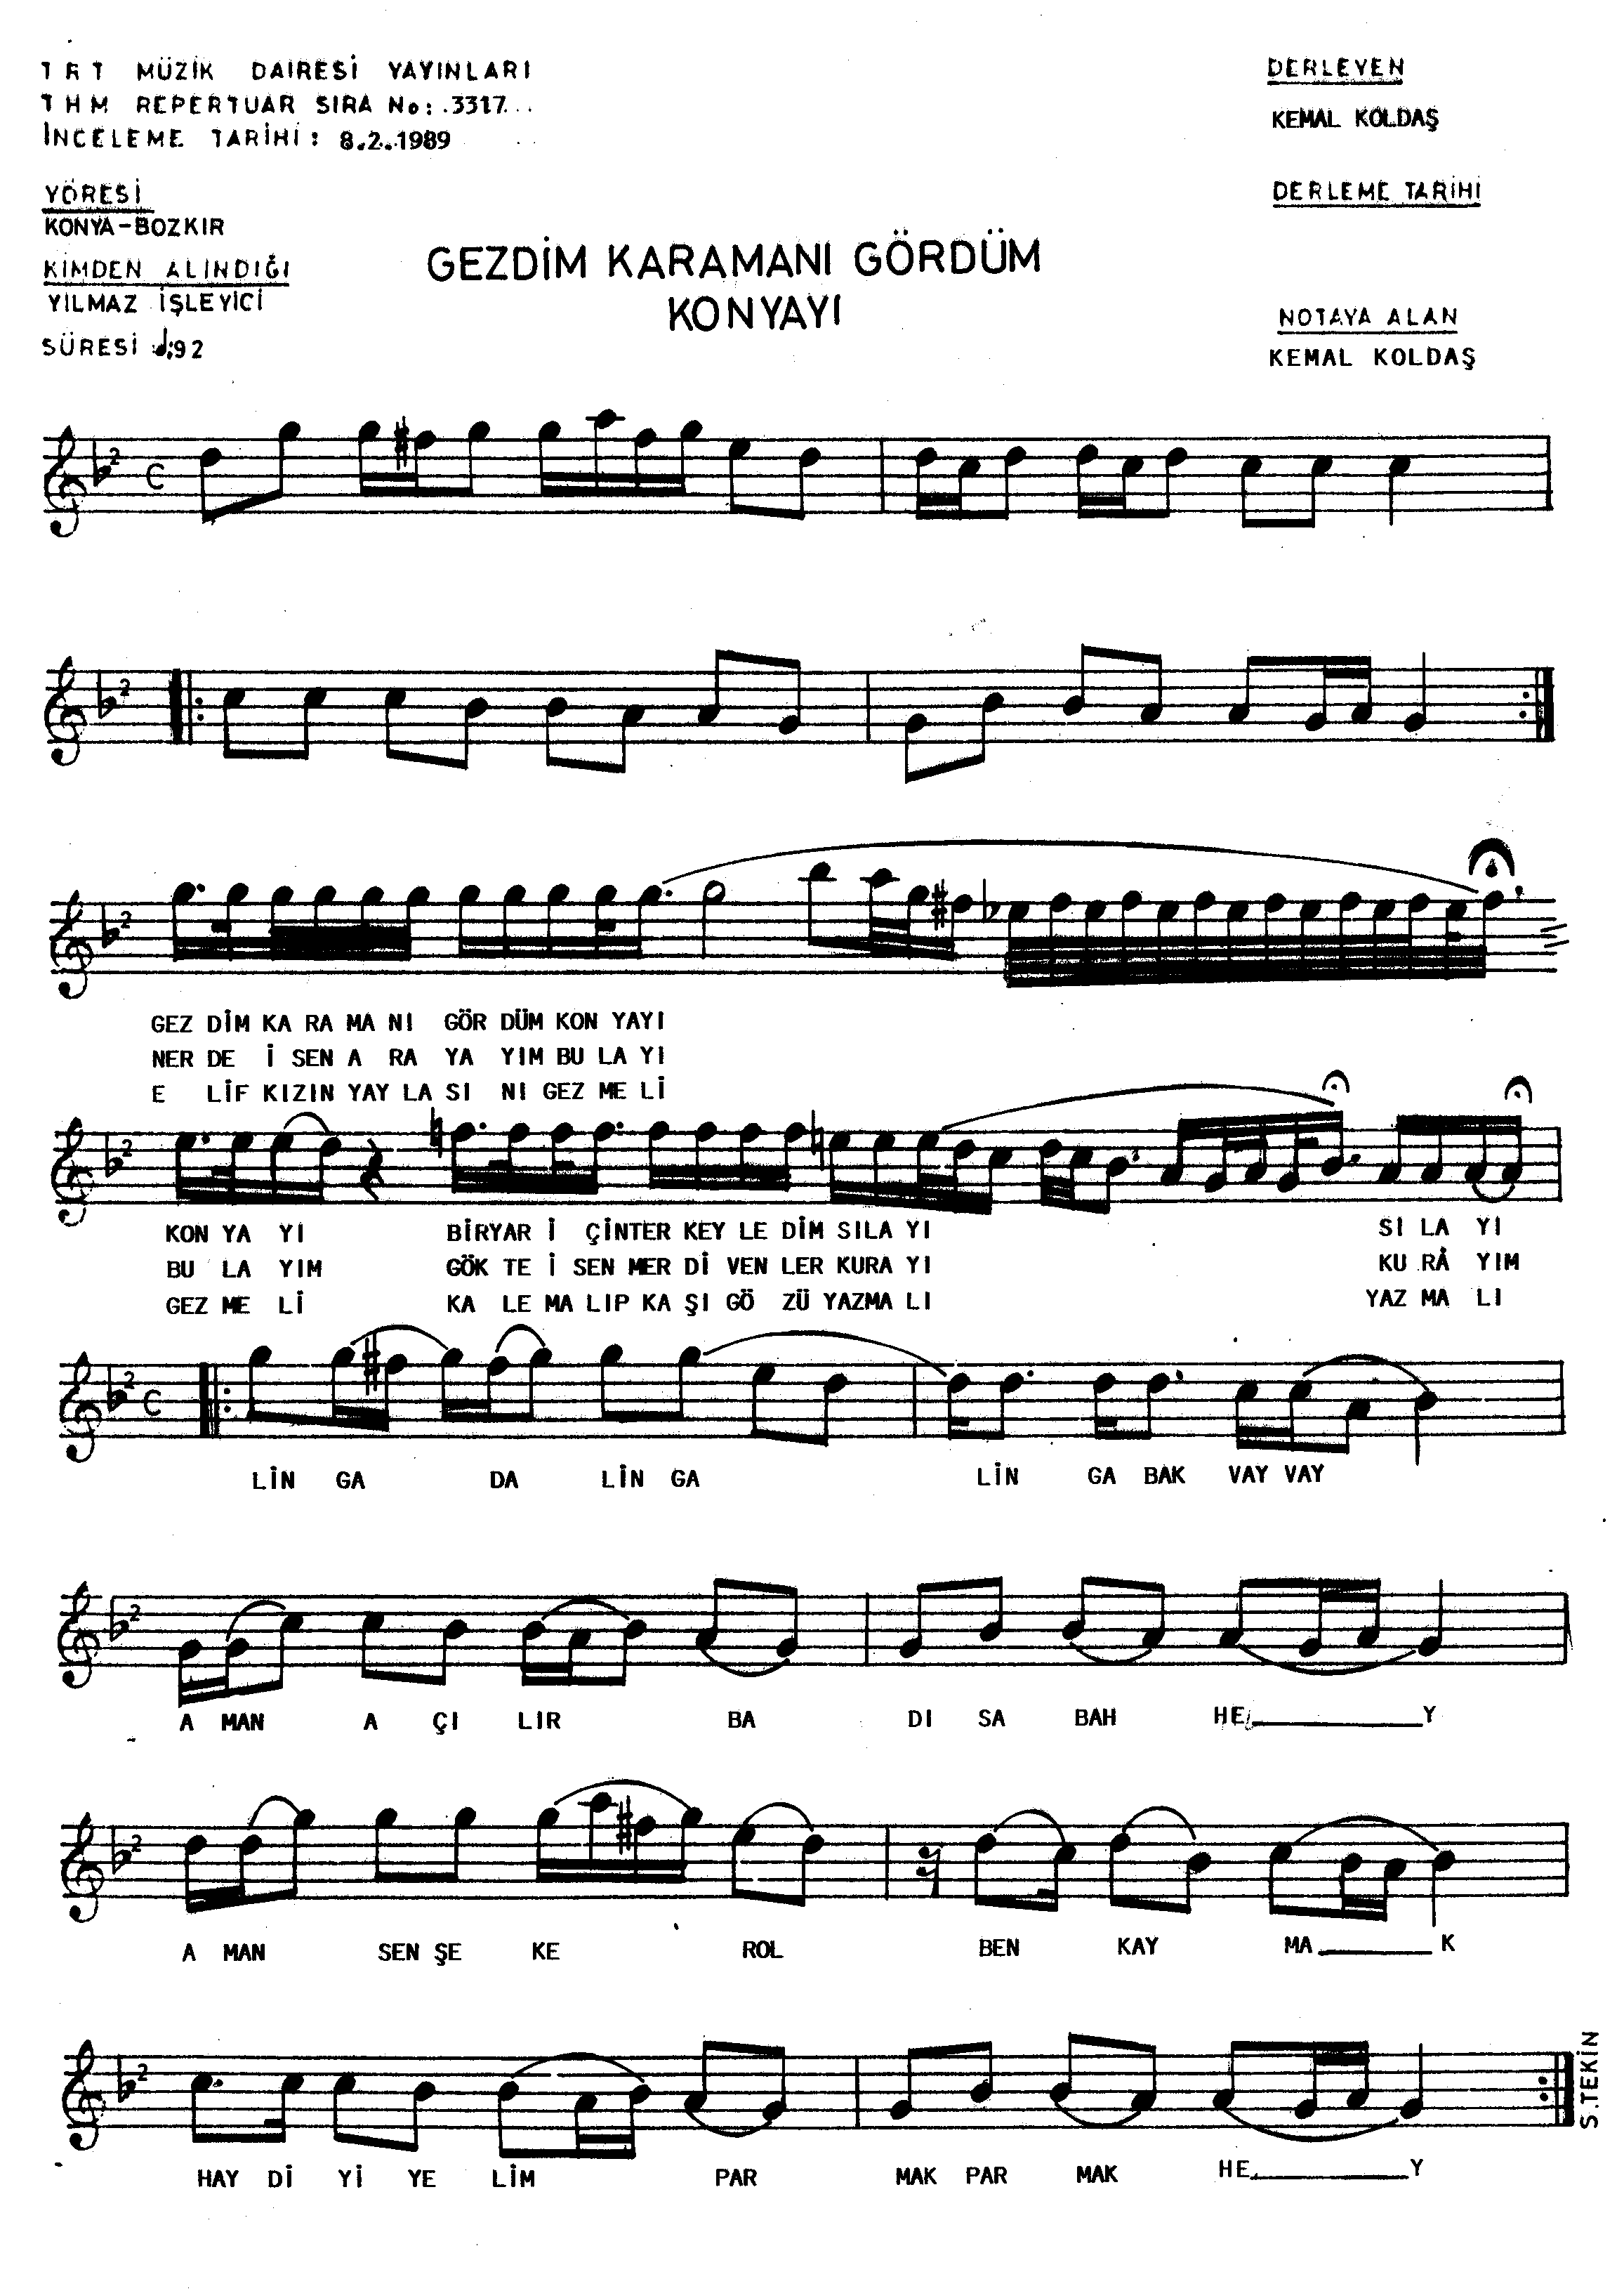 TRT MÜZİK DAİRESİ YAYINLARI
THM REPERTUAR SIRA No: .3317...
İNCELEME TARİHİ: 8.2.1989
YÖRESİ
KONYA-BOZKIR
KİMDEN ALINDIĞI
YILMAZ İŞLEYİCİ
SÜRESİ ♩:92
DERLEYEN
KEMAL KOLDAŞ
DERLEME TARİHİ
NOTAYA ALAN
KEMAL KOLDAŞ
GEZDİM KARAMANI GÖRDÜM
KONYAYI
GEZ DİM KA RA MA NI GÖR DÜM KON YAYI
NER DE İ SEN A RA YA YIM BU LA YI
E LİF KIZIN YAY LA SI NI GEZ ME Lİ
KON YA YI BİRYAR İ ÇİNTER KEY LE DİM SILA YI SI LA YI
BU LA YIM GÖK TE İ SEN MER Dİ VEN LER KURA YI KU RÂ YIM
GEZ ME Lİ KA LE MA LIP KA ŞI GÖ ZÜ YAZMA LI YAZ MA LI
LİN GA DA LİN GA LİN GA BAK VAY VAY
A MAN A ÇI LIR BA DI SA BAH HE Y
A MAN SEN ŞE KE ROL BEN KAY MA K
HAY Dİ Yİ YE LİM PAR MAK PAR MAK HE Y
S.TEKİN